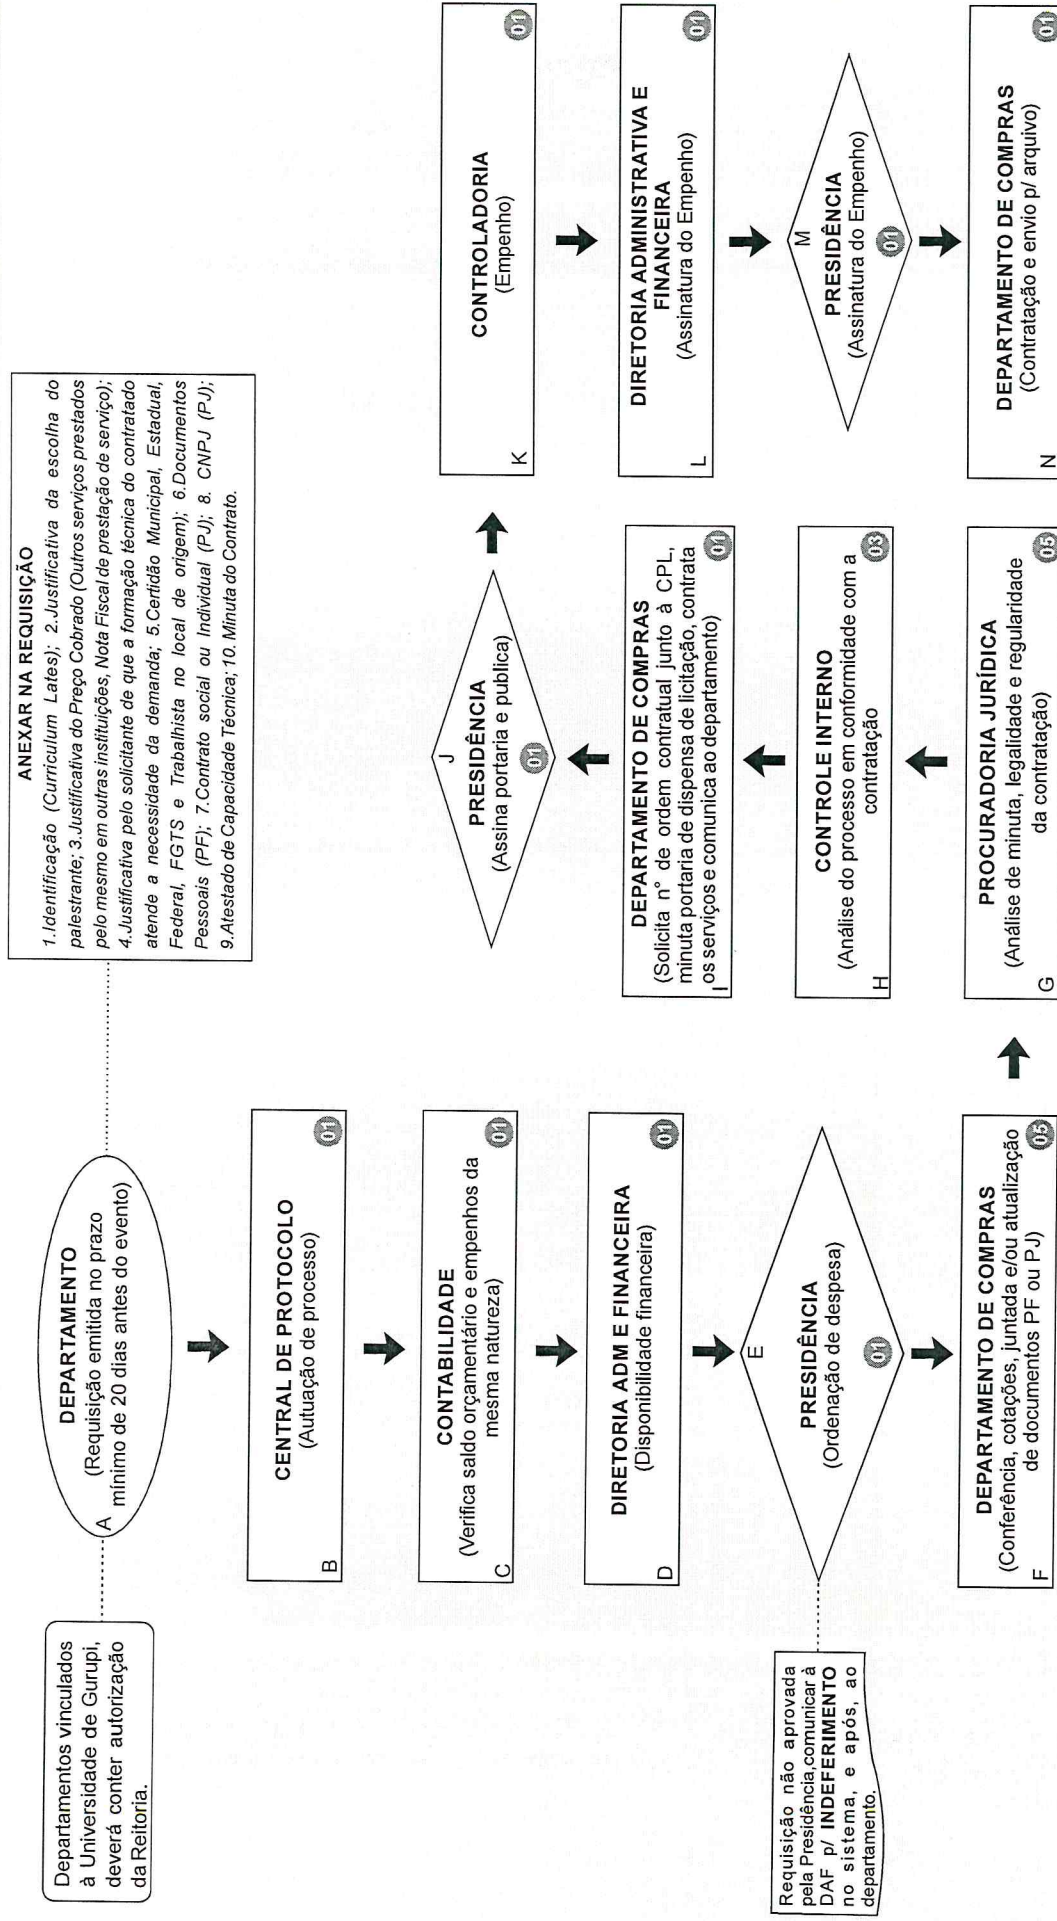 Departamentos vinculados
à Universidade de Gurupi,
deverá conter autorização
da Reitoria.
DEPARTAMENTO
(Requisição emitida no prazo
A mínimo de 20 dias antes do evento)
ANEXAR NA REQUISIÇÃO
1.Identificação (Curriculum Lates); 2.Justificativa da escolha do
palestrante; 3.Justificativa do Preço Cobrado (Outros serviços prestados
pelo mesmo em outras instituições, Nota Fiscal de prestação de serviço);
4.Justificativa pelo solicitante de que a formação técnica do contratado
atende a necessidade da demanda; 5.Certidão Municipal, Estadual,
Federal, FGTS e Trabalhista no local de origem); 6.Documentos
Pessoais (PF); 7.Contrato social ou Individual (PJ); 8. CNPJ (PJ);
9.Atestado de Capacidade Técnica; 10. Minuta do Contrato.
CENTRAL DE PROTOCOLO
(Autuação de processo)
B
01
CONTABILIDADE
(Verifica saldo orçamentário e empenhos da
mesma natureza)
C
01
DIRETORIA ADM E FINANCEIRA
(Disponibilidade financeira)
D
01
E
PRESIDÊNCIA
(Ordenação de despesa)
01
Requisição não aprovada
pela Presidência,comunicar à
DAF p/ INDEFERIMENTO
no sistema, e após, ao
departamento.
DEPARTAMENTO DE COMPRAS
(Conferência, cotações, juntada e/ou atualização
de documentos PF ou PJ)
F
05
PROCURADORIA JURÍDICA
(Análise de minuta, legalidade e regularidade
da contratação)
G
05
CONTROLE INTERNO
(Análise do processo em conformidade com a
contratação
H
03
DEPARTAMENTO DE COMPRAS
(Solicita n° de ordem contratual junto à CPL,
minuta portaria de dispensa de licitação, contrata
os serviços e comunica ao departamento)
I
01
J
PRESIDÊNCIA
(Assina portaria e publica)
01
CONTROLADORIA
(Empenho)
K
01
DIRETORIA ADMINISTRATIVA E
FINANCEIRA
(Assinatura do Empenho)
L
01
M
PRESIDÊNCIA
(Assinatura do Empenho)
01
DEPARTAMENTO DE COMPRAS
(Contratação e envio p/ arquivo)
N
01